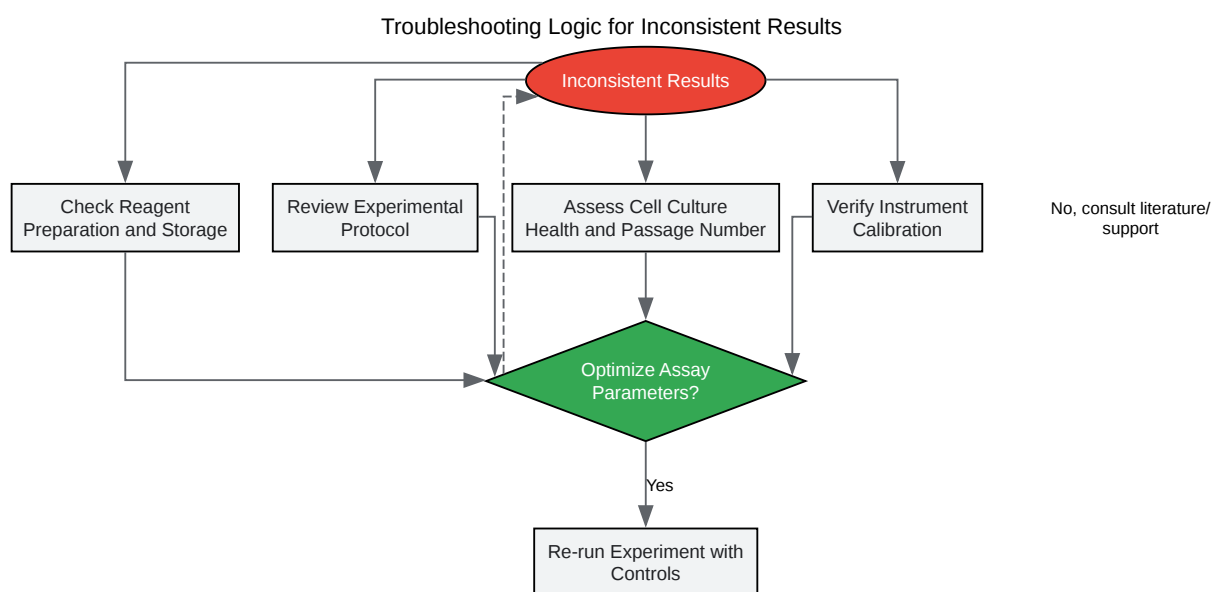 Troubleshooting Logic for Inconsistent Results
Inconsistent Results
Check Reagent
Preparation and Storage
Review Experimental
Protocol
Assess Cell Culture
Health and Passage Number
Verify Instrument
Calibration
No, consult literature/
support
Optimize Assay
Parameters?
Yes
Re-run Experiment with
Controls